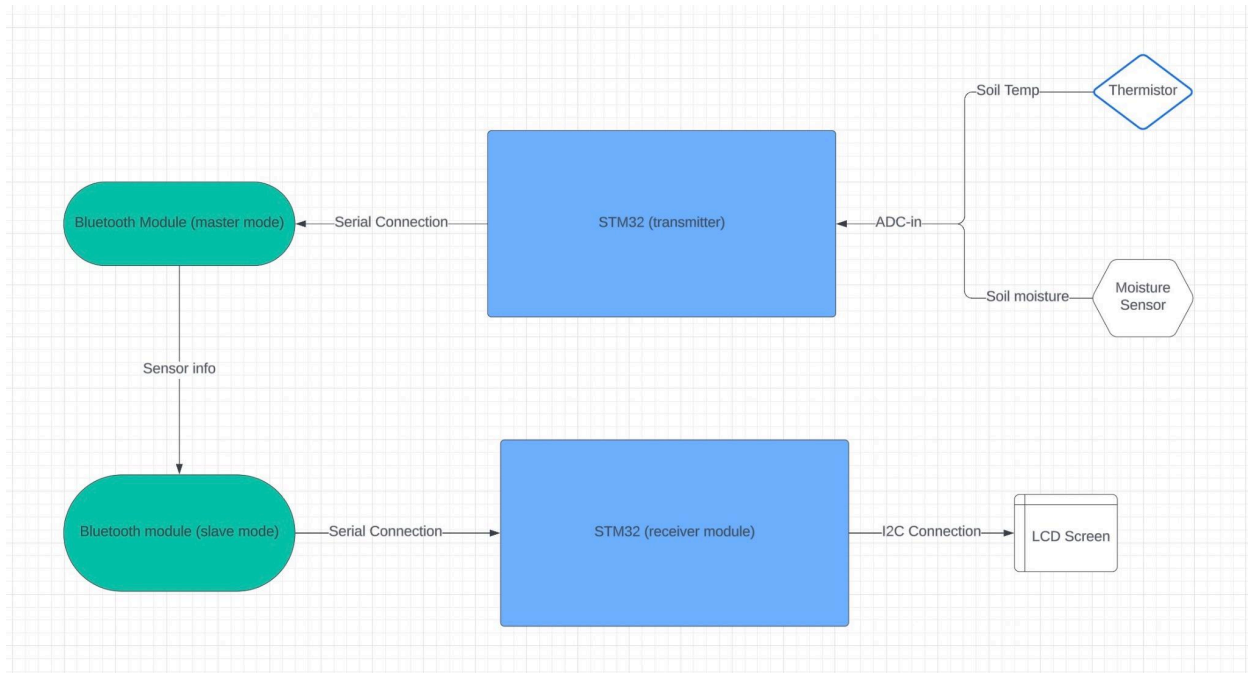 Soil Temp
Thermistor
Bluetooth Module (master mode)
Serial Connection
STM32 (transmitter)
ADC-in
Soil moisture
Moisture
Sensor
Sensor info
Bluetooth module (slave mode)
Serial Connection
STM32 (receiver module)
I2C Connection
LCD Screen